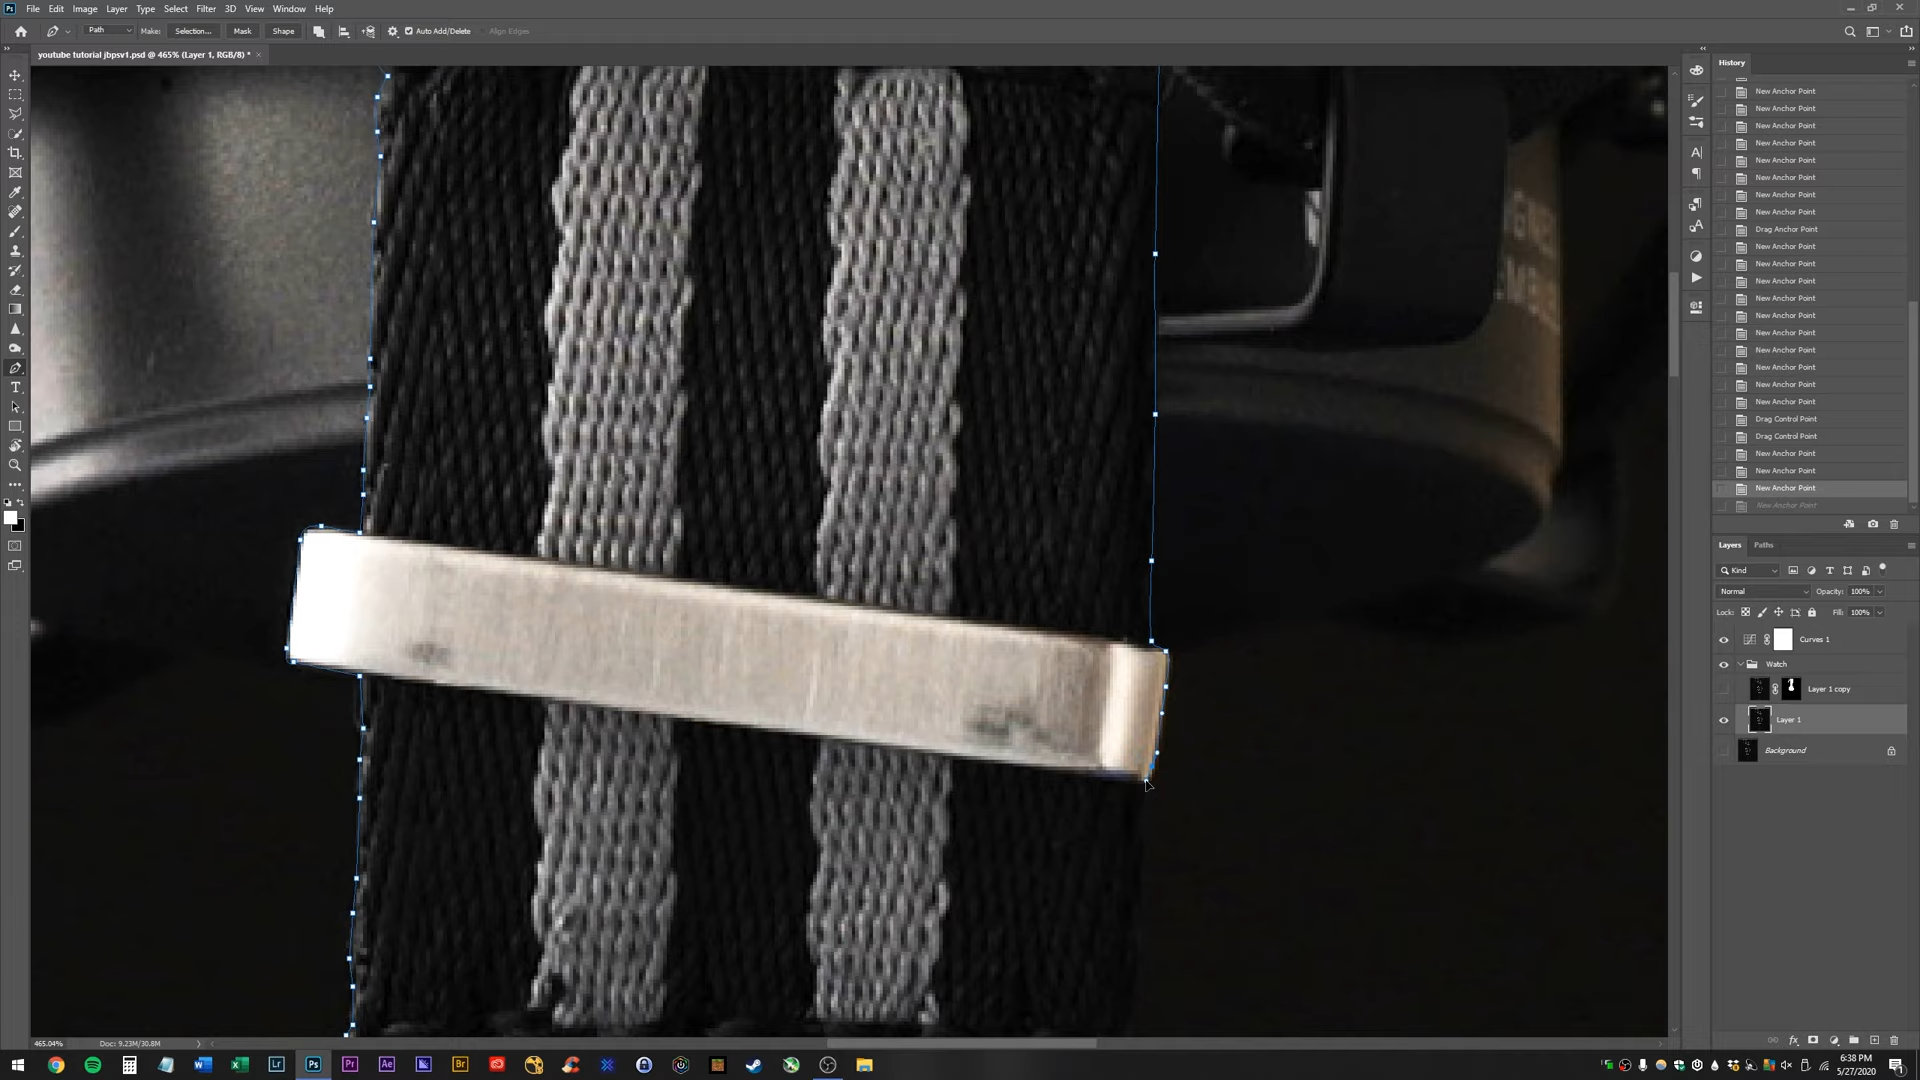 Ps File Edit Image Layer Type Select Filter 3D View Window Help
Path Make: Selection... Mask Shape Auto Add/Delete Align Edges
youtube tutorial jbpsv1.psd @ 465% (Layer 1, RGB/8) *
History
New Anchor Point
New Anchor Point
New Anchor Point
New Anchor Point
New Anchor Point
New Anchor Point
New Anchor Point
New Anchor Point
Drag Anchor Point
New Anchor Point
New Anchor Point
New Anchor Point
New Anchor Point
New Anchor Point
New Anchor Point
New Anchor Point
New Anchor Point
New Anchor Point
New Anchor Point
Drag Control Point
Drag Control Point
New Anchor Point
New Anchor Point
New Anchor Point
New Anchor Point
Layers Paths
Kind
Normal Opacity: 100%
Lock: Fill: 100%
Curves 1
Watch
Layer 1 copy
Layer 1
Background
465.04% Doc: 9.23M/30.8M
Lr Ps Pr Ae Br
6:38 PM
5/27/2020